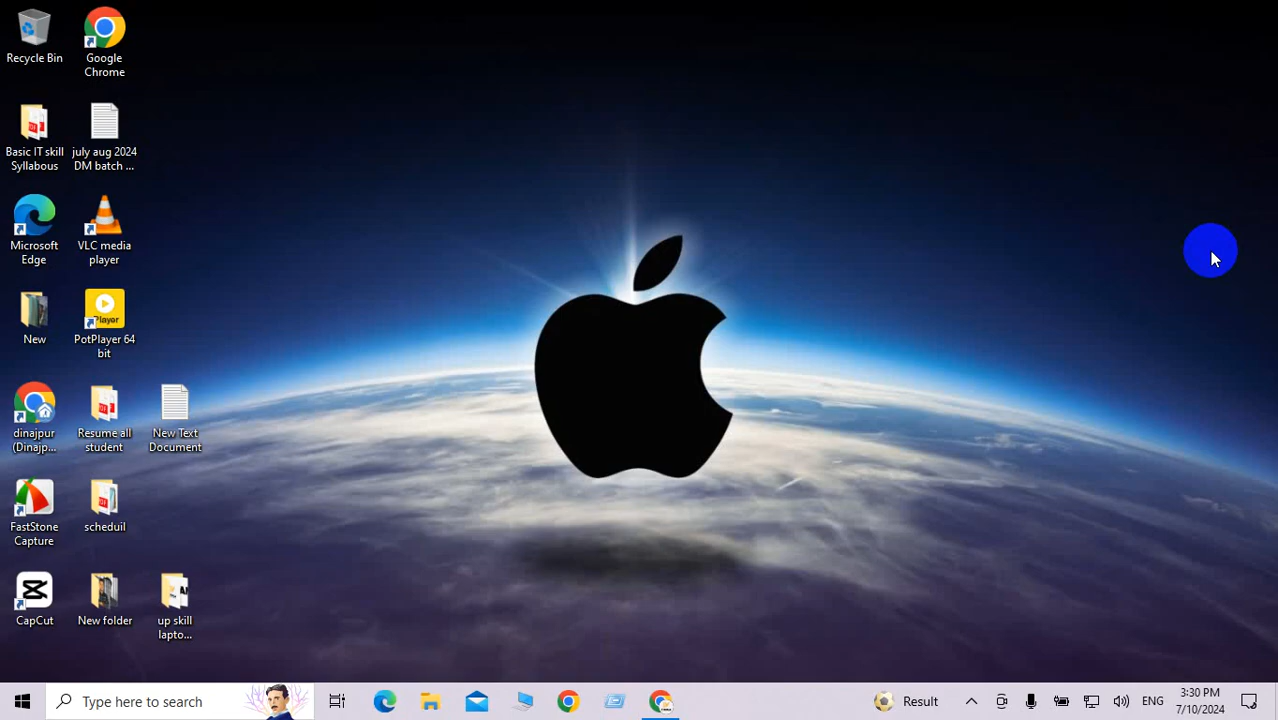 Recycle Bin
Google
Chrome
Basic IT skill
Syllabous
july aug 2024
DM batch ...
Microsoft
Edge
VLC media
player
New
Player
PotPlayer 64
bit
dinajpur
(Dinajp...
Resume all
student
New Text
Document
FastStone
Capture
scheduil
CapCut
New folder
up skill
lapto...
Type here to search
Result
ENG
3:30 PM
7/10/2024